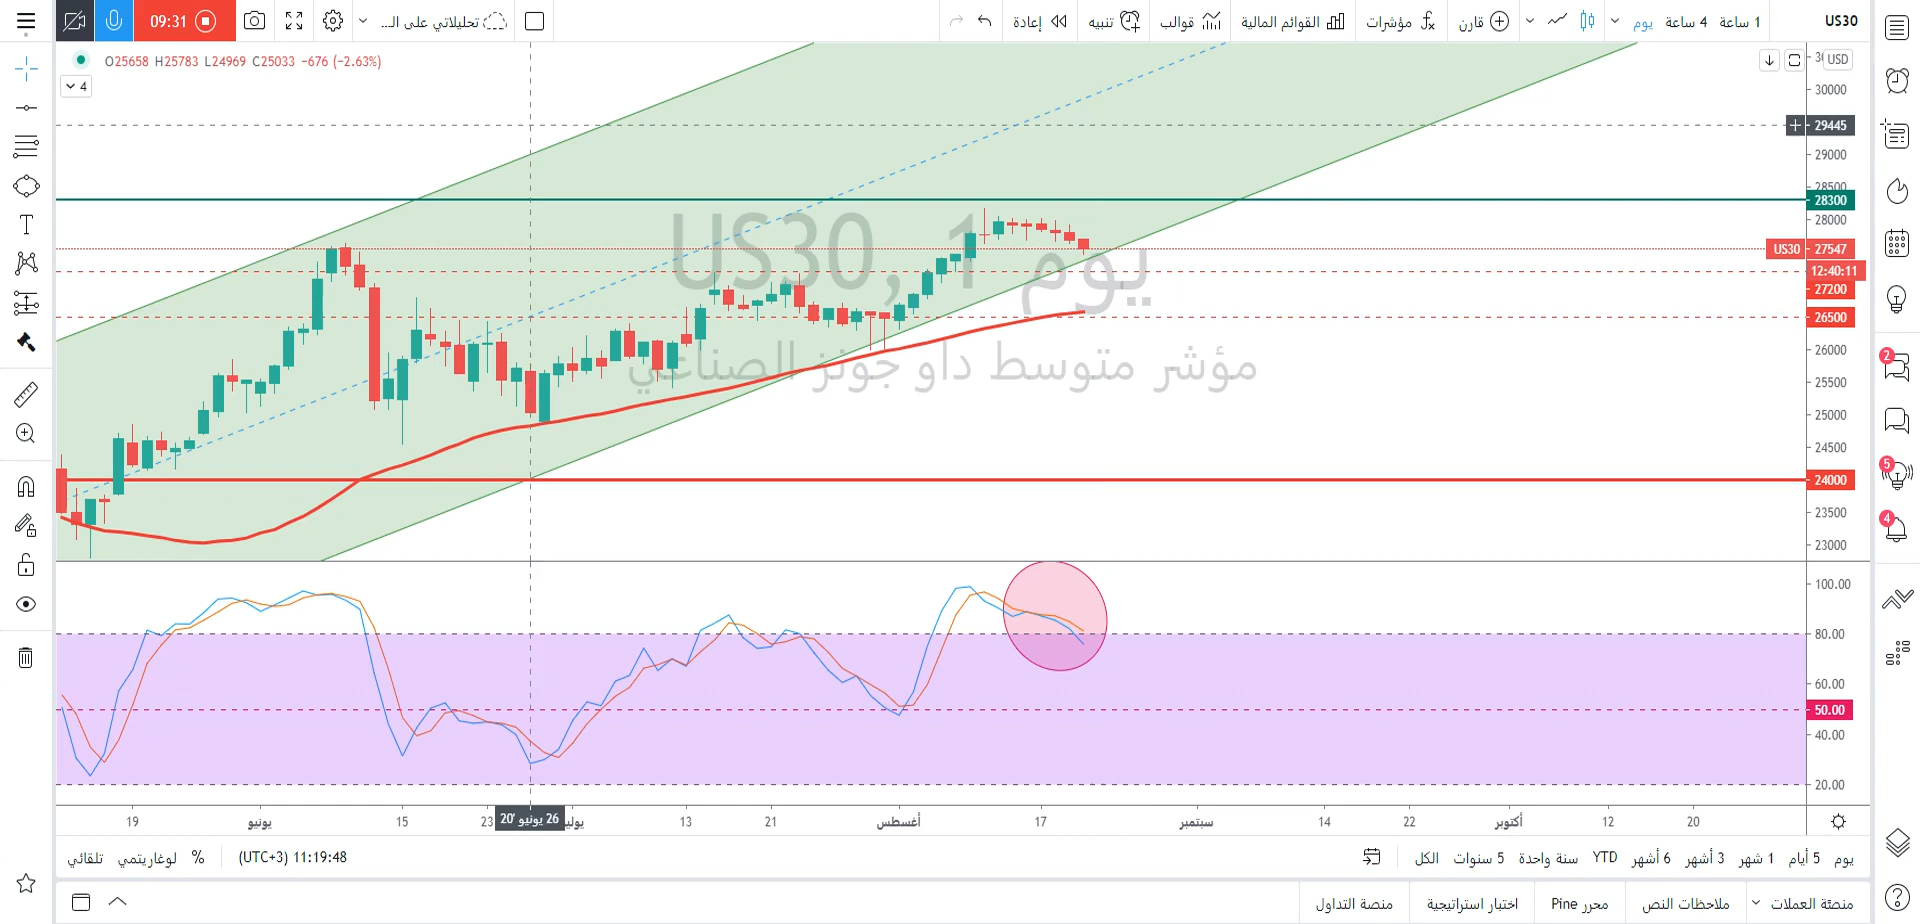 09:31
تحليلاتي على الـ...
إعادة
تنبيه
قوالب
القوائم المالية
مؤشرات
قارن
يوم
4 ساعة
1 ساعة
US30
O25658 H25783 L24969 C25033 −676 (−2.63%)
4
USD
30000
29445
29000
28500
28300
28000
US30 27547
12:40:11
27200
26500
26000
25500
25000
24500
24000
23500
23000
US30, 1 يوم
مؤشر متوسط داو جونز الصناعي
100.00
80.00
60.00
50.00
40.00
20.00
19
يونيو
15
23
26 يونيو '20
يوليو
13
21
أغسطس
17
سبتمبر
14
22
أكتوبر
12
20
تلقائي
لوغاريتمي
%
11:19:48 (UTC+3)
الكل
5 سنوات
سنة واحدة
YTD
6 أشهر
3 أشهر
1 شهر
5 أيام
يوم
منصة التداول
اختبار استراتيجية
محرر Pine
ملاحظات النص
منصّة العملات
2
5
4